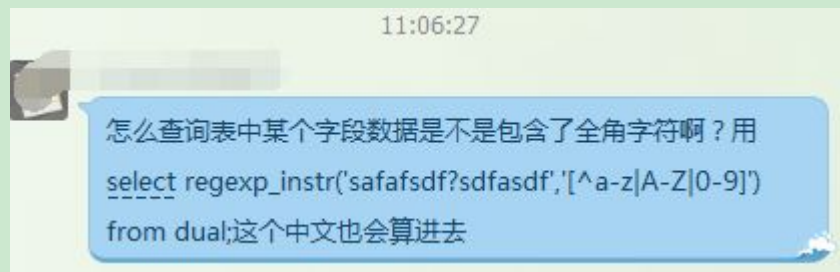 11:06:27
怎么查询表中某个字段数据是不是包含了全角字符啊？用
select regexp_instr('safafsdf?sdfasdf','[^a-z|A-Z|0-9]')
from dual;这个中文也会算进去